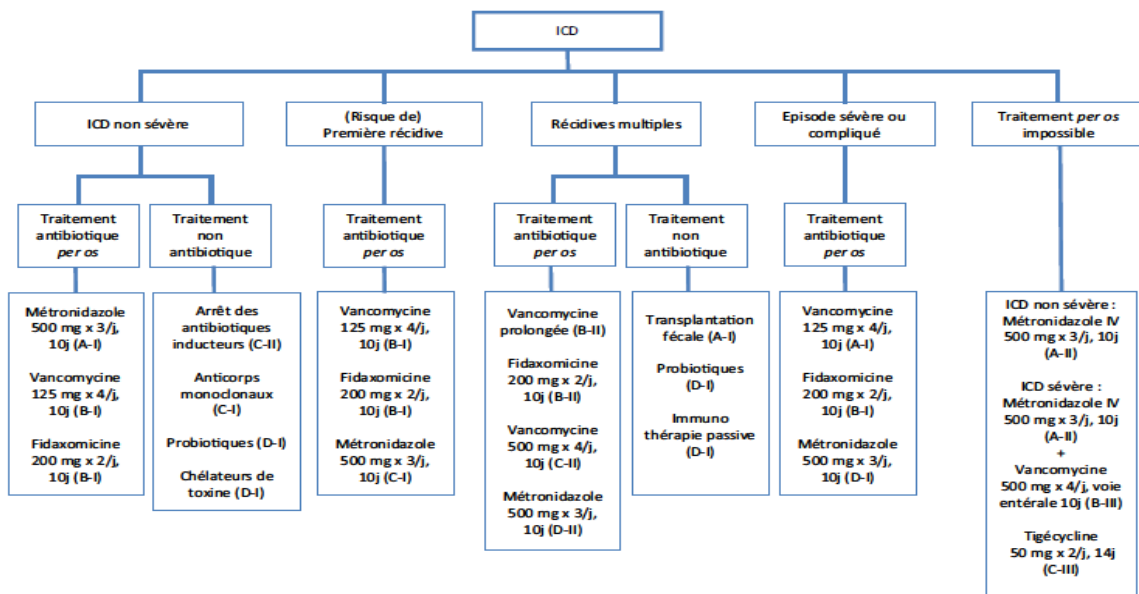 ICD
ICD non sévère
(Risque de)
Première récidive
Récidives multiples
Episode sévère ou
compliqué
Traitement per os
impossible
Traitement
antibiotique
per os
Traitement
non
antibiotique
Traitement
antibiotique
per os
Traitement
antibiotique
per os
Traitement
non
antibiotique
Traitement
antibiotique
per os
Métronidazole
500 mg x 3/j,
10j (A-I)
Vancomycine
125 mg x 4/j,
10j (B-I)
Fidaxomicine
200 mg x 2/j,
10j (B-I)
Arrêt des
antibiotiques
inducteurs (C-II)
Anticorps
monoclonaux
(C-I)
Probiotiques (D-I)
Chélateurs de
toxine (D-I)
Vancomycine
125 mg x 4/j,
10j (B-I)
Fidaxomicine
200 mg x 2/j,
10j (B-I)
Métronidazole
500 mg x 3/j,
10j (C-I)
Vancomycine
prolongée (B-II)
Fidaxomicine
200 mg x 2/j,
10j (B-II)
Vancomycine
500 mg x 4/j,
10j (C-II)
Métronidazole
500 mg x 3/j,
10j (D-II)
Transplantation
fécale (A-I)
Probiotiques
(D-I)
Immuno
thérapie passive
(D-I)
Vancomycine
125 mg x 4/j,
10j (A-I)
Fidaxomicine
200 mg x 2/j,
10j (B-I)
Métronidazole
500 mg x 3/j,
10j (D-I)
ICD non sévère :
Métronidazole IV
500 mg x 3/j, 10j
(A-II)
ICD sévère :
Métronidazole IV
500 mg x 3/j, 10j
(A-II)
+
Vancomycine
500 mg x 4/j, voie
entérale 10j (B-III)
Tigécycline
50 mg x 2/j, 14j
(C-III)